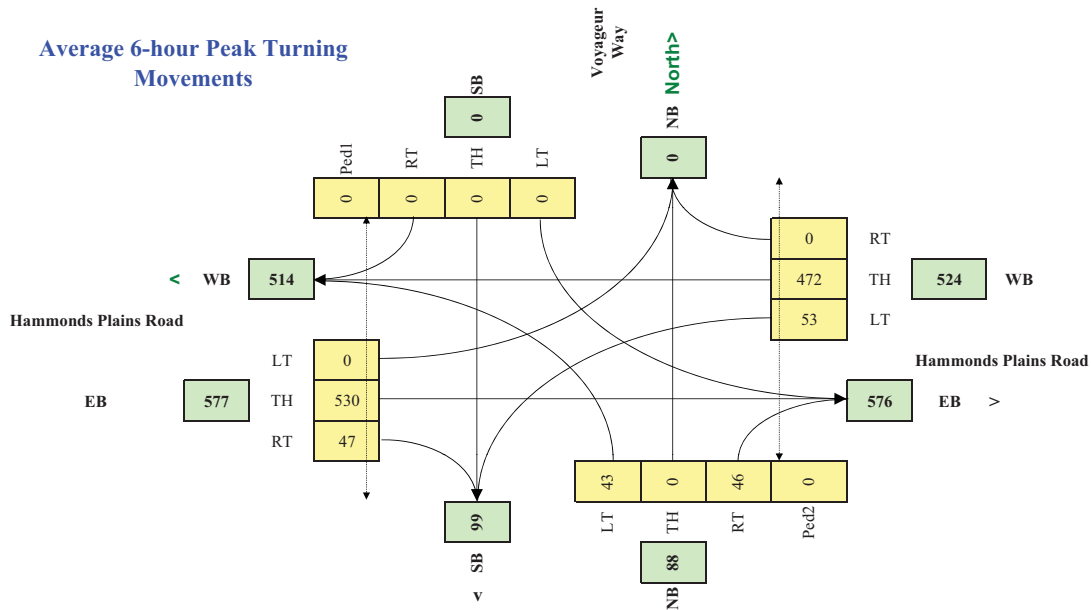 Average 6-hour Peak Turning
Movements
Voyageur
Way
North>
SB
0
NB
0
Ped1
RT
TH
LT
0
0
0
0
0
RT
< WB 514
472
TH
524 WB
Hammonds Plains Road
53
LT
LT
0
Hammonds Plains Road
EB 577
TH
530
576 EB >
RT
47
43
0
46
0
LT
TH
RT
Ped2
99
SB
v
88
NB